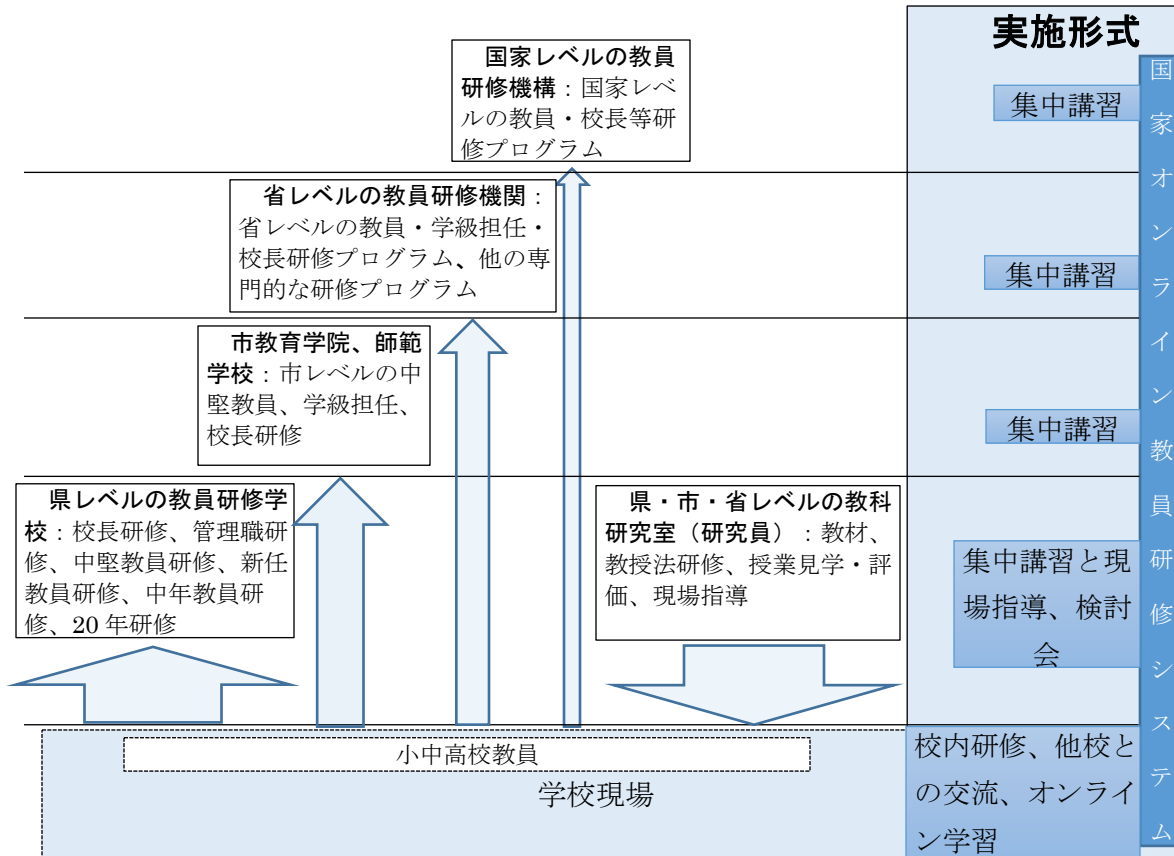 実施形式
国家レベルの教員
研修機構：国家レベ
ルの教員・校長等研
修プログラム
集中講習
省レベルの教員研修機関：
省レベルの教員・学級担任・
校長研修プログラム、他の専
門的な研修プログラム
集中講習
市教育学院、師範
学校：市レベルの中
堅教員、学級担任、
校長研修
集中講習
県レベルの教員研修学
校：校長研修、管理職研
修、中堅教員研修、新任
教員研修、中年教員研
修、20 年研修
県・市・省レベルの教科
研究室（研究員）：教材、
教授法研修、授業見学・評
価、現場指導
集中講習と現
場指導、検討
会
小中高校教員
学校現場
校内研修、他校と
の交流、オンライ
ン学習
国家オンライン教員研修システム